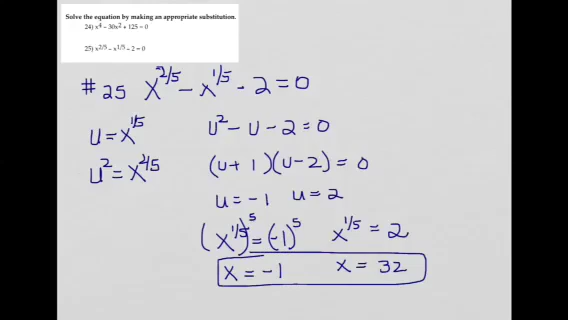 Solve the equation by making an appropriate substitution.
24) x⁴ − 30x² + 125 = 0
25) x^2/5 − x^1/5 − 2 = 0
#25 x^2/5 − x^1/5 - 2 = 0
u = x^1/5 u² − u − 2 = 0
u² = x^2/5 (u + 1)(u − 2) = 0
u = −1 u = 2
(x^1/5)^5 = (−1)^5 x^1/5 = 2
x = −1 x = 32